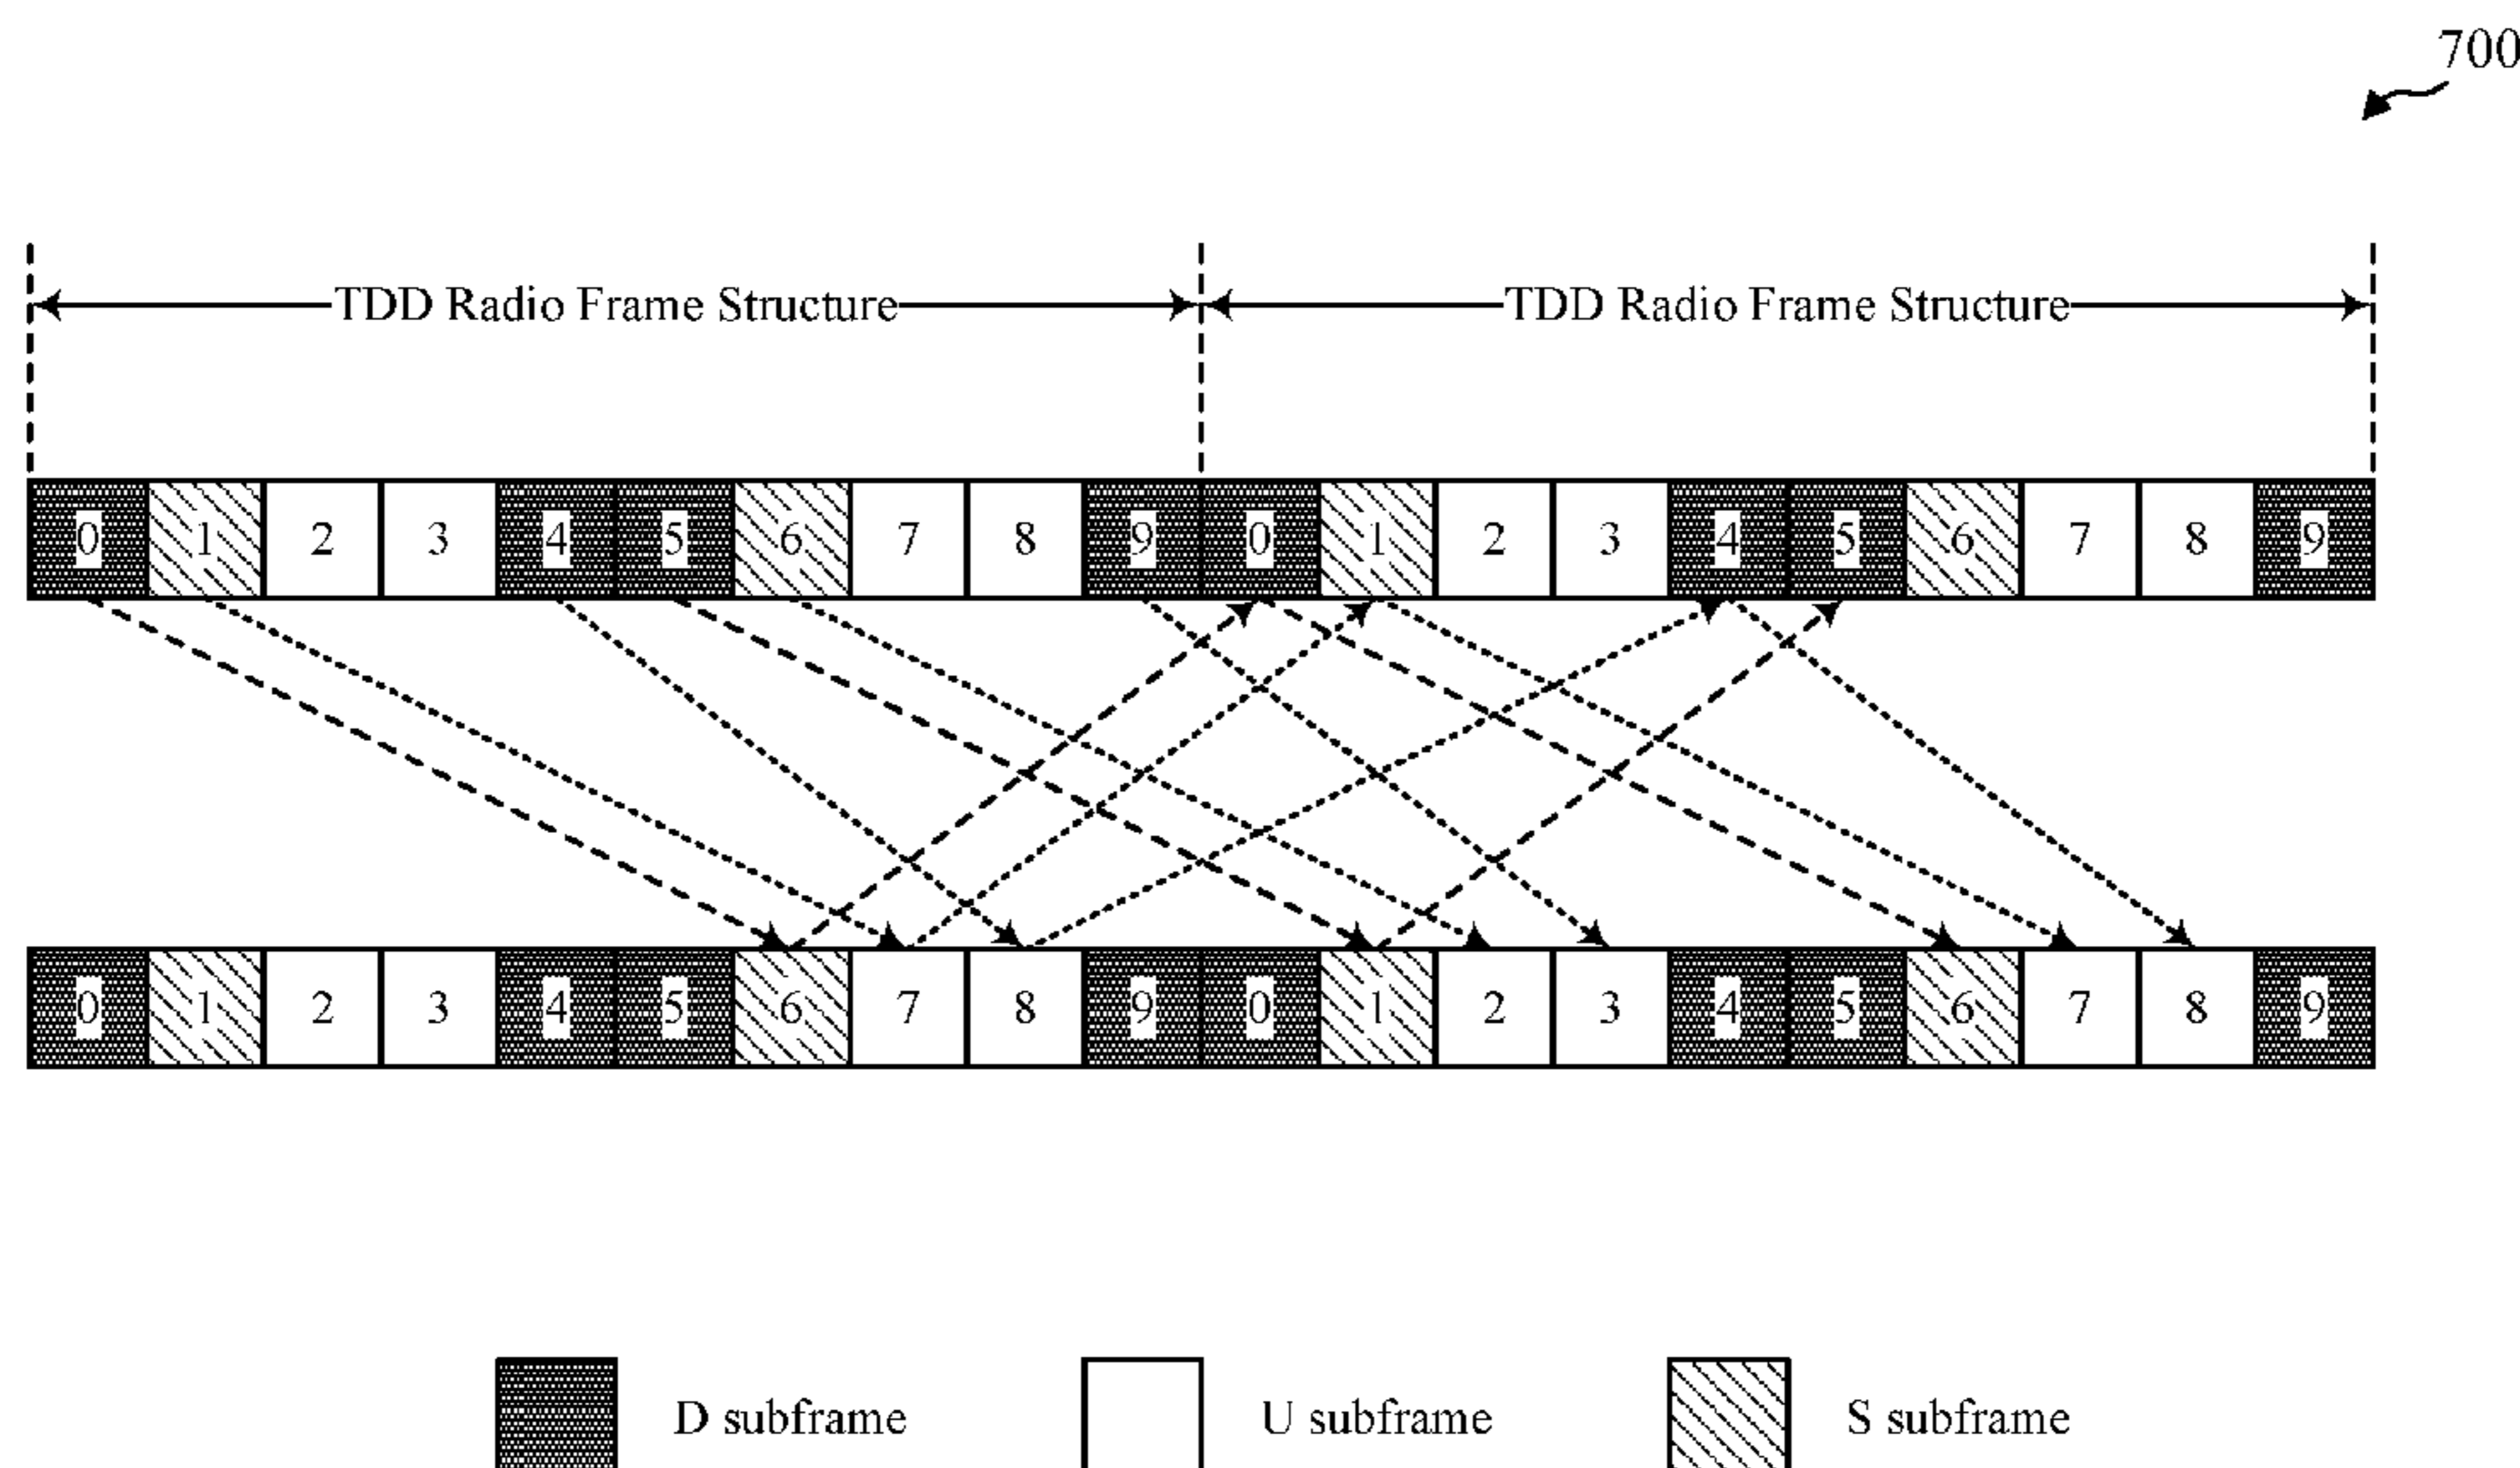 700
TDD Radio Frame Structure TDD Radio Frame Structure
0 1 2 3 4 5 6 7 8 9 0 1 2 3 4 5 6 7 8 9
0 1 2 3 4 5 6 7 8 9 0 1 2 3 4 5 6 7 8 9
D subframe U subframe S subframe